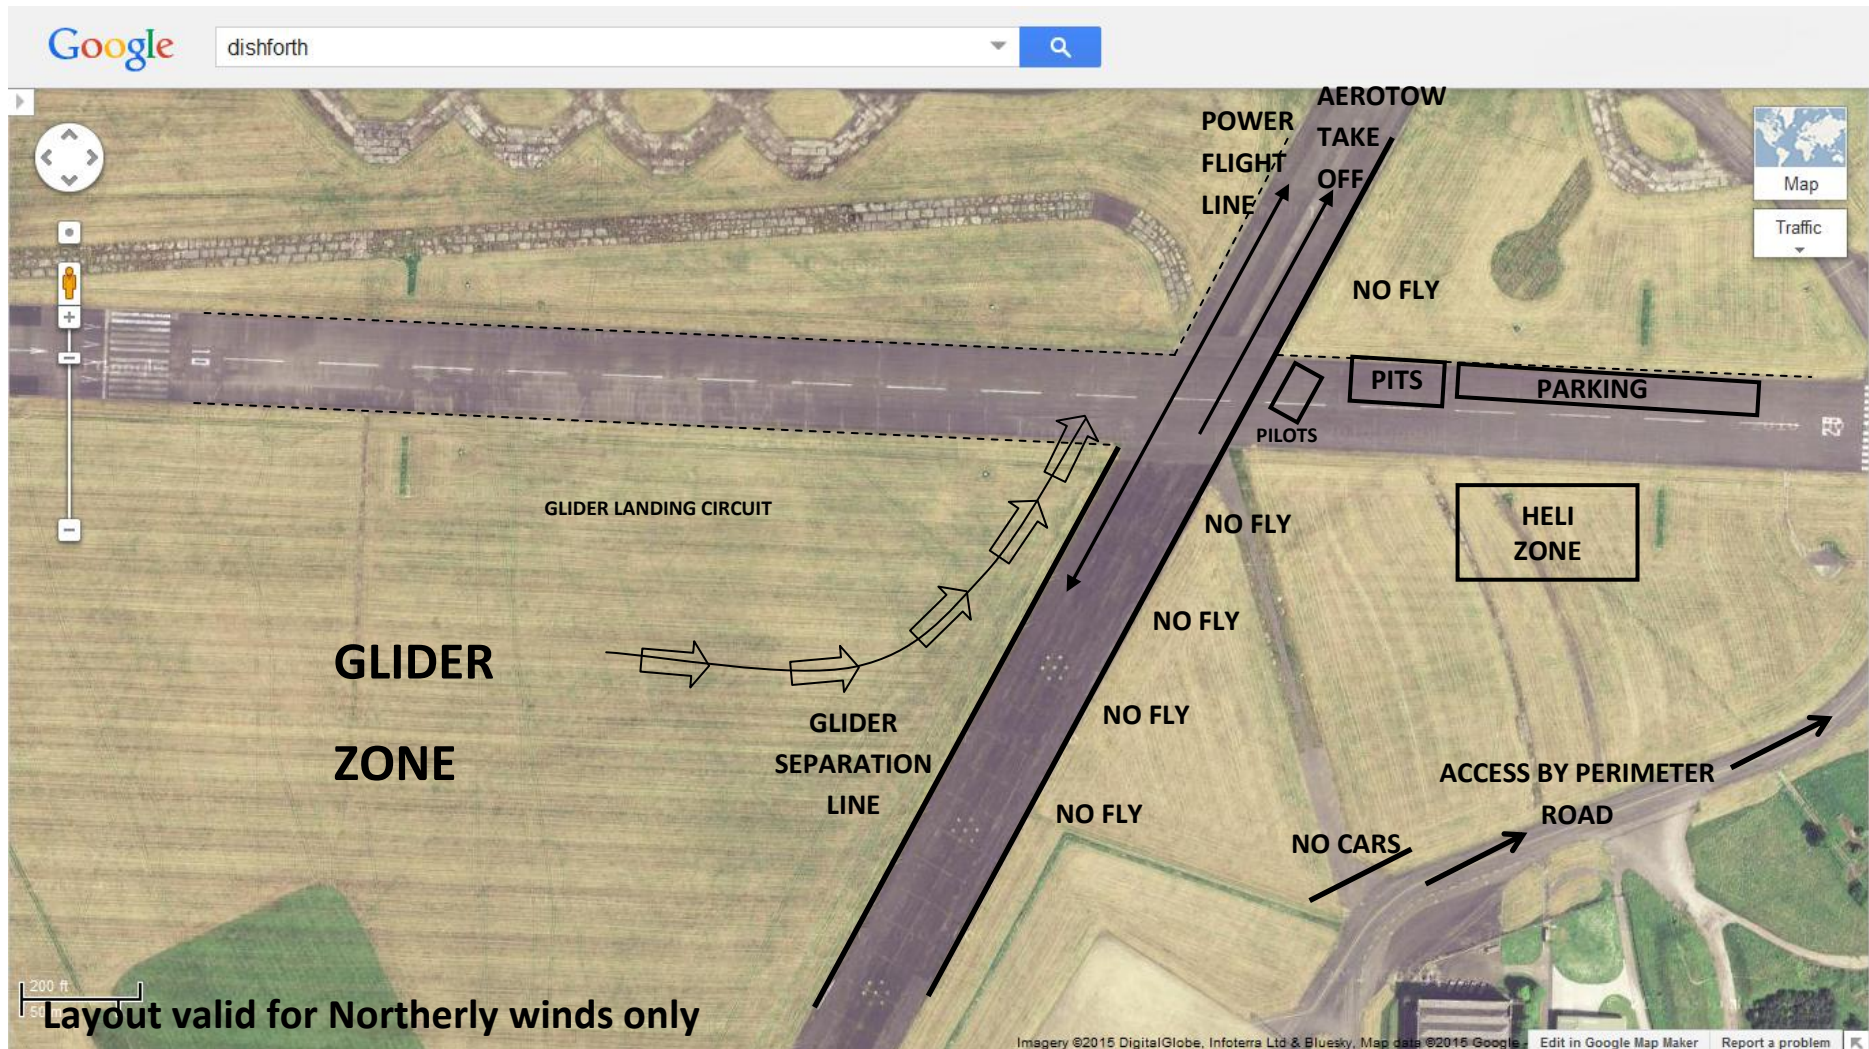 Google
dishforth
AEROTOW
TAKE
OFF
POWER
FLIGHT
LINE
Map
Traffic
NO FLY
PITS
PARKING
PILOTS
GLIDER LANDING CIRCUIT
NO FLY
HELI
ZONE
NO FLY
GLIDER
ZONE
NO FLY
GLIDER
SEPARATION
LINE
ACCESS BY PERIMETER
ROAD
NO FLY
NO CARS
200 ft
Layout valid for Northerly winds only
Imagery ©2015 DigitalGlobe, Infoterra Ltd & Bluesky, Map data ©2015 Google -
Edit in Google Map Maker
Report a problem